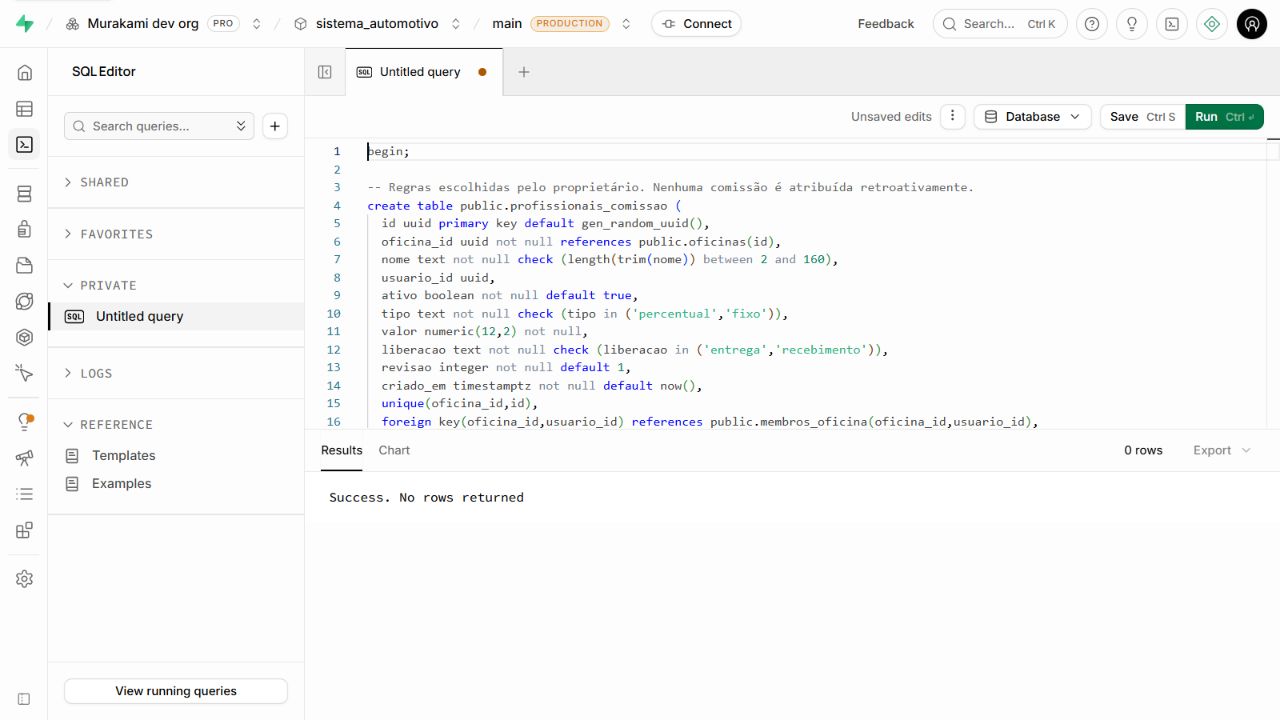 Murakami dev org PRO
sistema_automotivo
main PRODUCTION
Connect
Feedback
Search... Ctrl K
SQL Editor
SQL Untitled query
Search queries...
Unsaved edits
Database
Save Ctrl S
Run Ctrl ↵
SHARED
FAVORITES
PRIVATE
SQL Untitled query
LOGS
REFERENCE
Templates
Examples
View running queries
1 begin;
2
3 -- Regras escolhidas pelo proprietário. Nenhuma comissão é atribuída retroativamente.
4 create table public.profissionais_comissao (
5 id uuid primary key default gen_random_uuid(),
6 oficina_id uuid not null references public.oficinas(id),
7 nome text not null check (length(trim(nome)) between 2 and 160),
8 usuario_id uuid,
9 ativo boolean not null default true,
10 tipo text not null check (tipo in ('percentual','fixo')),
11 valor numeric(12,2) not null,
12 liberacao text not null check (liberacao in ('entrega','recebimento')),
13 revisao integer not null default 1,
14 criado_em timestamptz not null default now(),
15 unique(oficina_id,id),
16 foreign key(oficina_id,usuario_id) references public.membros_oficina(oficina_id,usuario_id),
Results Chart
0 rows
Export
Success. No rows returned